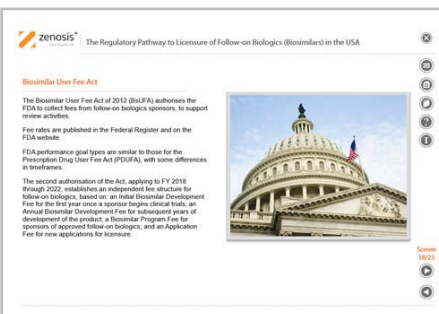 zenosis
The Regulatory Pathway to Licensure of Follow-on Biologics (Biosimilars) in the USA
Biosimilar User Fee Act
The Biosimilar User Fee Act of 2012 (BsUFA) authorises the
FDA to collect fees from follow-on biologics sponsors, to support
review activities.
Fee rates are published in the Federal Register and on the
FDA website.
FDA performance goal types are similar to those for the
Prescription Drug User Fee Act (PDUFA), with some differences
in timeframes.
The second authorisation of the Act, applying to FY 2018
through 2022, establishes an independent fee structure for
follow-on biologics, based on: an Initial Biosimilar Development
Fee for the first year once a sponsor begins clinical trials; an
Annual Biosimilar Development Fee for subsequent years of
development of the product; a Biosimilar Program Fee for
sponsors of approved follow-on biologics; and an Application
Fee for new applications for licensure.
Screen
18/23